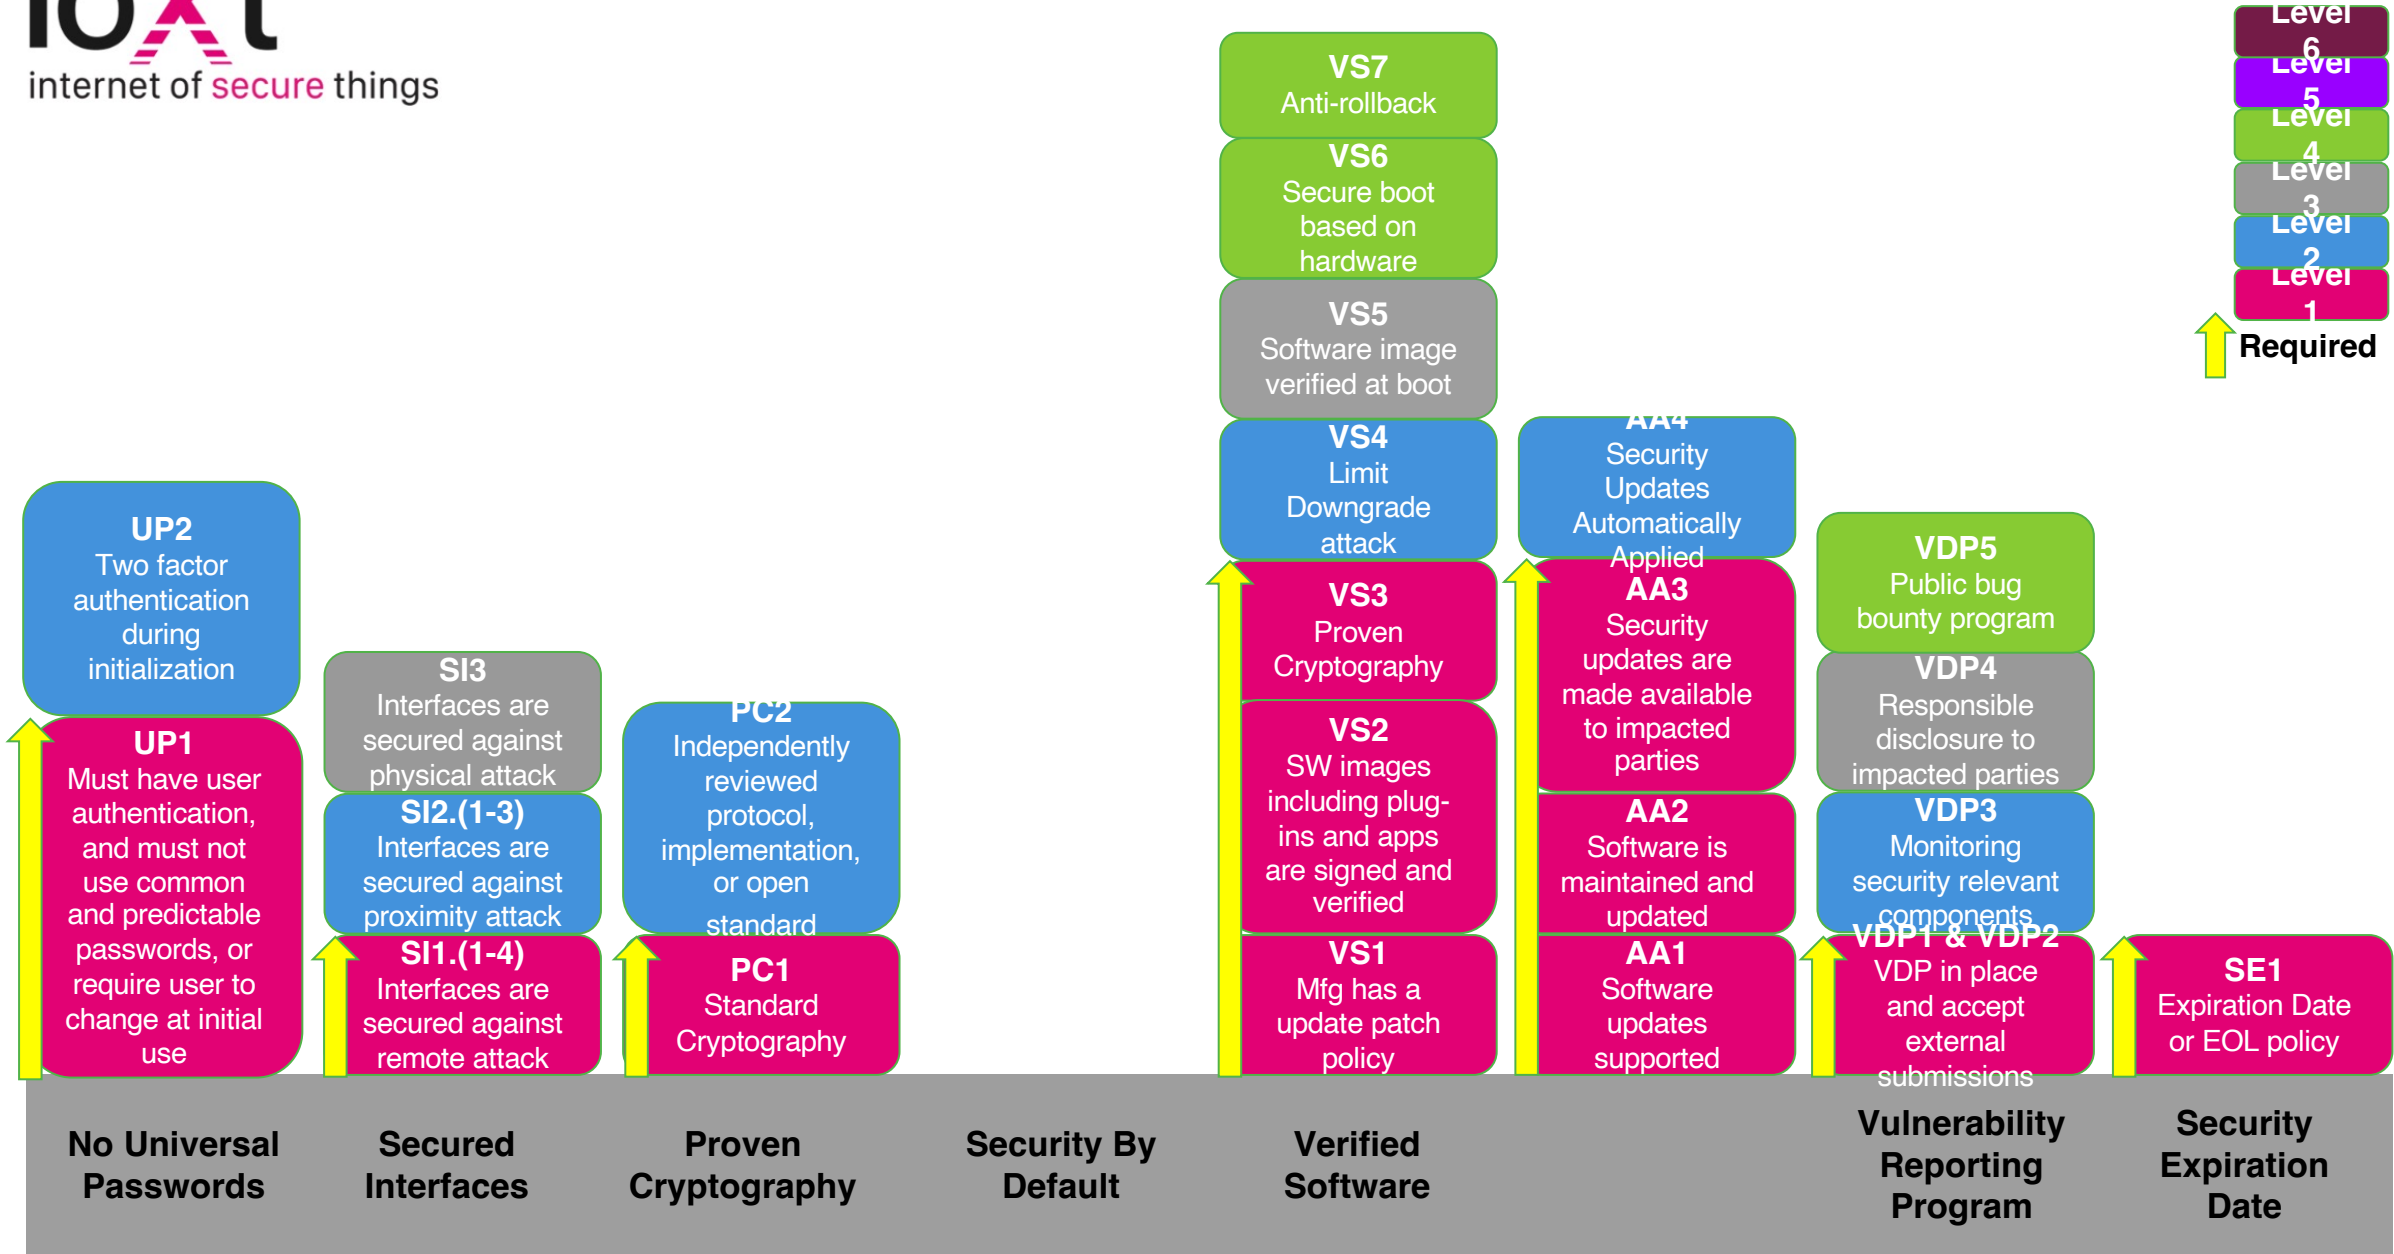 ioXt
internet of secure things
Level
6
Level
5
Level
4
Level
3
Level
2
Level
1
Required
VS7
Anti-rollback
VS6
Secure boot
based on
hardware
VS5
Software image
verified at boot
VS4
Limit
Downgrade
attack
VS3
Proven
Cryptography
VS2
SW images
including plug-
ins and apps
are signed and
verified
VS1
Mfg has a
update patch
policy
AA4
Security
Updates
Automatically
Applied
AA3
Security
updates are
made available
to impacted
parties
AA2
Software is
maintained and
updated
AA1
Software
updates
supported
UP2
Two factor
authentication
during
initialization
UP1
Must have user
authentication,
and must not
use common
and predictable
passwords, or
require user to
change at initial
use
SI3
Interfaces are
secured against
physical attack
SI2.(1-3)
Interfaces are
secured against
proximity attack
SI1.(1-4)
Interfaces are
secured against
remote attack
PC2
Independently
reviewed
protocol,
implementation,
or open
standard
PC1
Standard
Cryptography
VDP5
Public bug
bounty program
VDP4
Responsible
disclosure to
impacted parties
VDP3
Monitoring
security relevant
components
VDP1 & VDP2
VDP in place
and accept
external
submissions
SE1
Expiration Date
or EOL policy
No Universal
Passwords
Secured
Interfaces
Proven
Cryptography
Security By
Default
Verified
Software
Vulnerability
Reporting
Program
Security
Expiration
Date